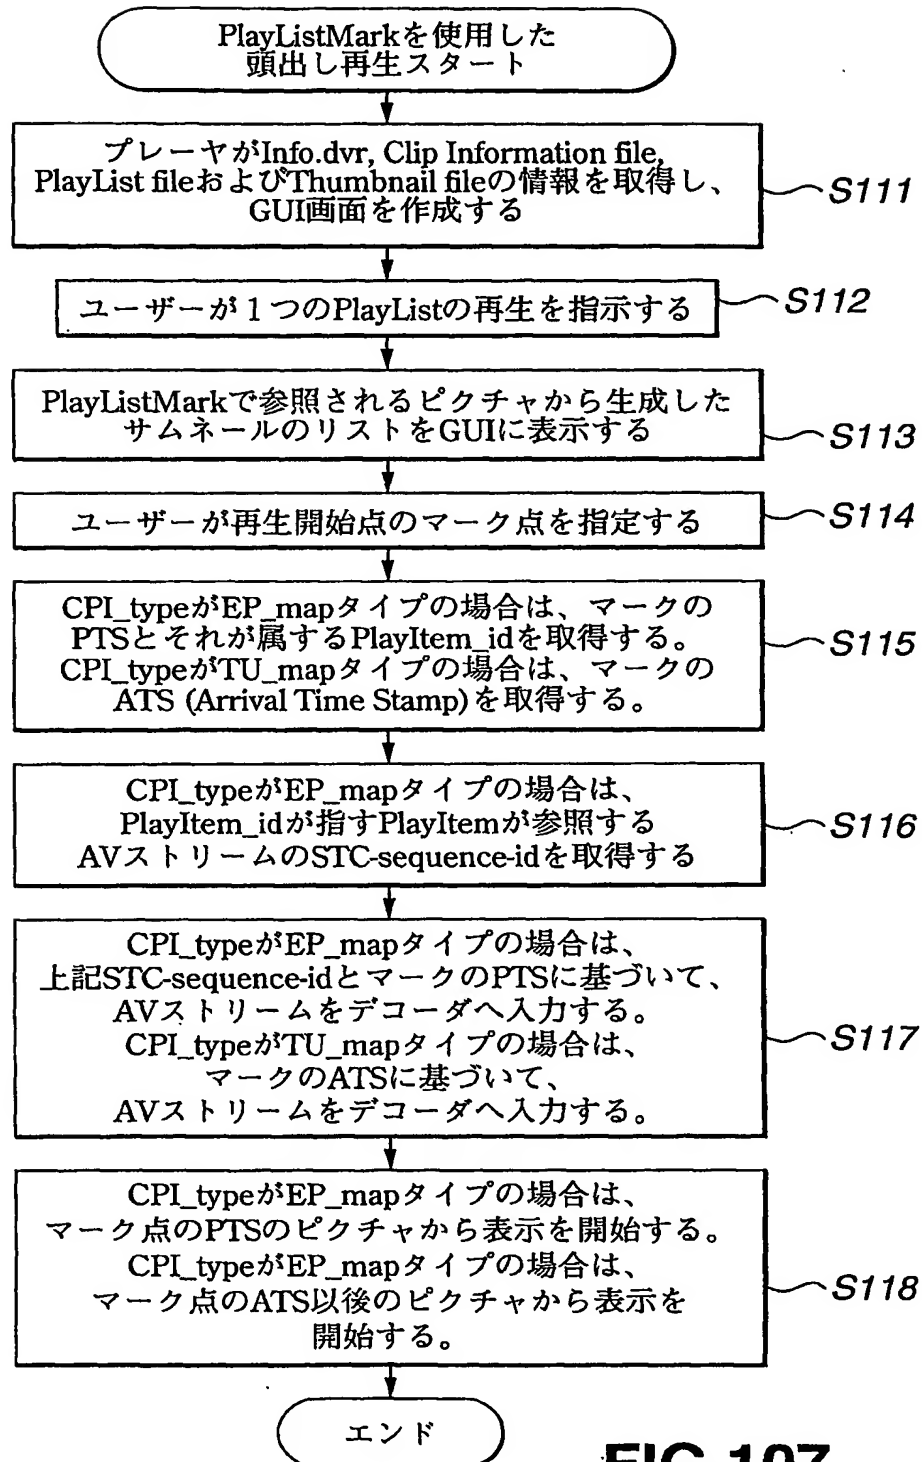 PlayListMarkを使用した
頭出し再生スタート
プレーヤがInfo.dvr, Clip Information file,
PlayList fileおよびThumbnail fileの情報を取得し、
GUI画面を作成する
S111
ユーザーが1つのPlayListの再生を指示する
S112
PlayListMarkで参照されるピクチャから生成した
サムネールのリストをGUIに表示する
S113
ユーザーが再生開始点のマーク点を指定する
S114
CPI_typeがEP_mapタイプの場合は、マークの
PTSとそれが属するPlayItem_idを取得する。
CPI_typeがTU_mapタイプの場合は、マークの
ATS (Arrival Time Stamp)を取得する。
S115
CPI_typeがEP_mapタイプの場合は、
PlayItem_idが指すPlayItemが参照する
AVストリームのSTC-sequence-idを取得する
S116
CPI_typeがEP_mapタイプの場合は、
上記STC-sequence-idとマークのPTSに基づいて、
AVストリームをデコーダへ入力する。
CPI_typeがTU_mapタイプの場合は、
マークのATSに基づいて、
AVストリームをデコーダへ入力する。
S117
CPI_typeがEP_mapタイプの場合は、
マーク点のPTSのピクチャから表示を開始する。
CPI_typeがEP_mapタイプの場合は、
マーク点のATS以後のピクチャから表示を
開始する。
S118
エンド
FIG.107